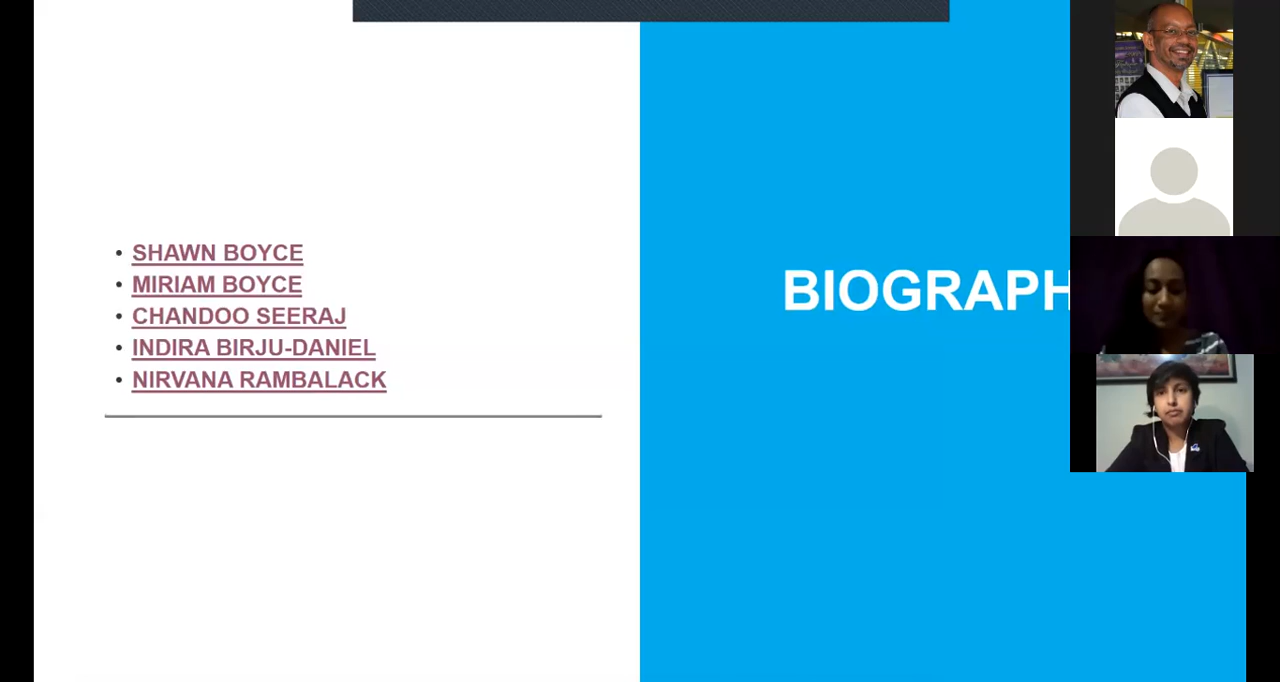 • SHAWN BOYCE
• MIRIAM BOYCE
• CHANDOO SEERAJ
• INDIRA BIRJU-DANIEL
• NIRVANA RAMBALACK
BIOGRAPH